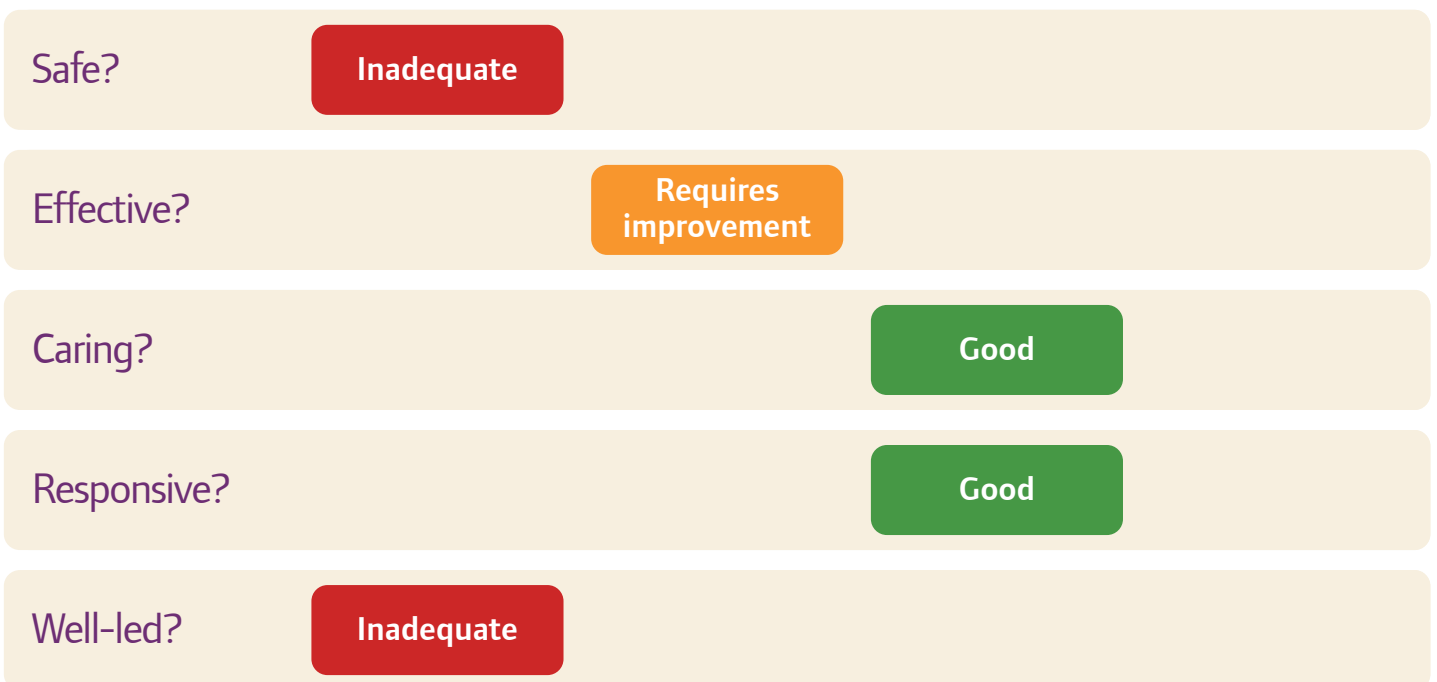 Safe?
Inadequate
Effective?
Requires
improvement
Caring?
Good
Responsive?
Good
Well-led?
Inadequate